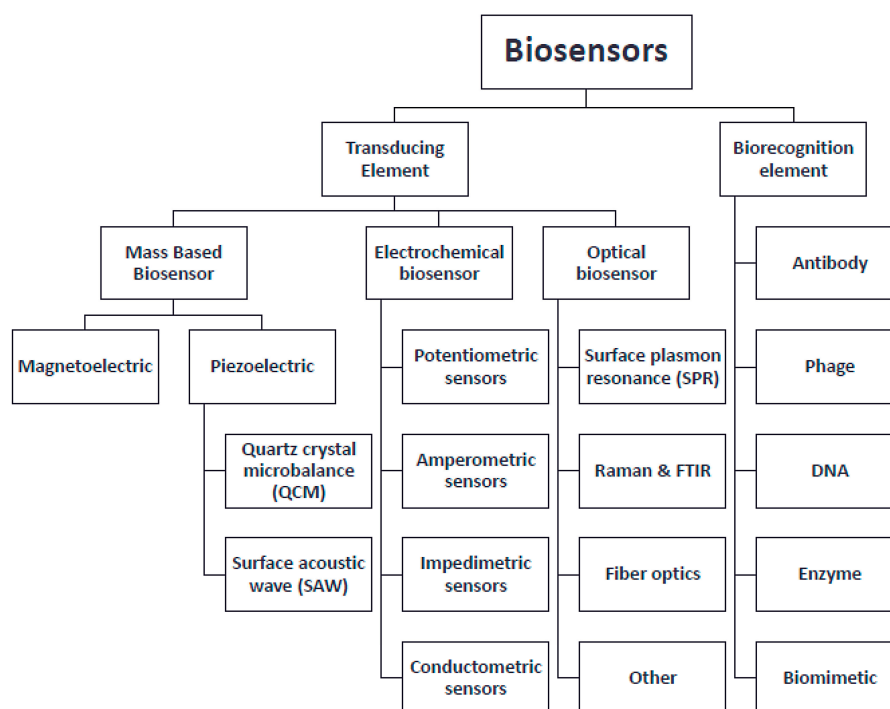 Biosensors
Transducing
Element
Biorecognition
element
Mass Based
Biosensor
Electrochemical
biosensor
Optical
biosensor
Antibody
Magnetoelectric
Piezoelectric
Potentiometric
sensors
Surface plasmon
resonance (SPR)
Phage
Quartz crystal
microbalance
(QCM)
Amperometric
sensors
Raman & FTIR
DNA
Surface acoustic
wave (SAW)
Impedimetric
sensors
Fiber optics
Enzyme
Conductometric
sensors
Other
Biomimetic